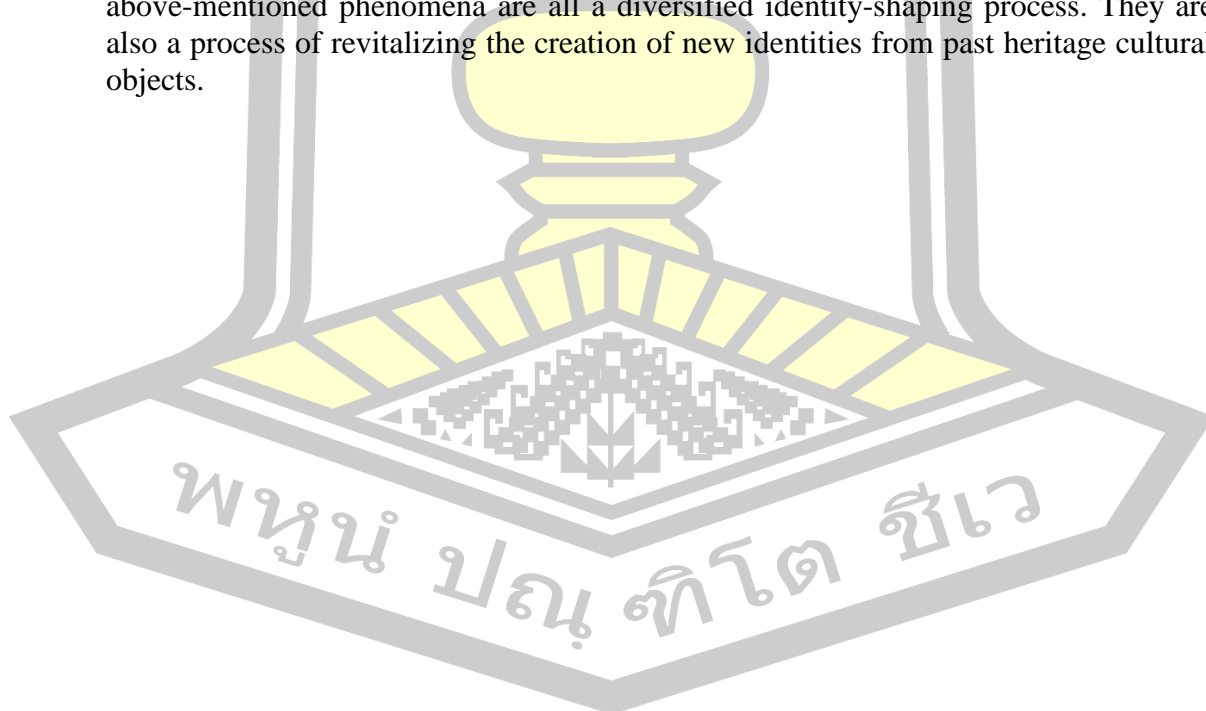 above-mentioned phenomena are all a diversified identity-shaping process. They are
also a process of revitalizing the creation of new identities from past heritage cultural
objects.
พหูนํ ปณฺฑิโต ชีเว